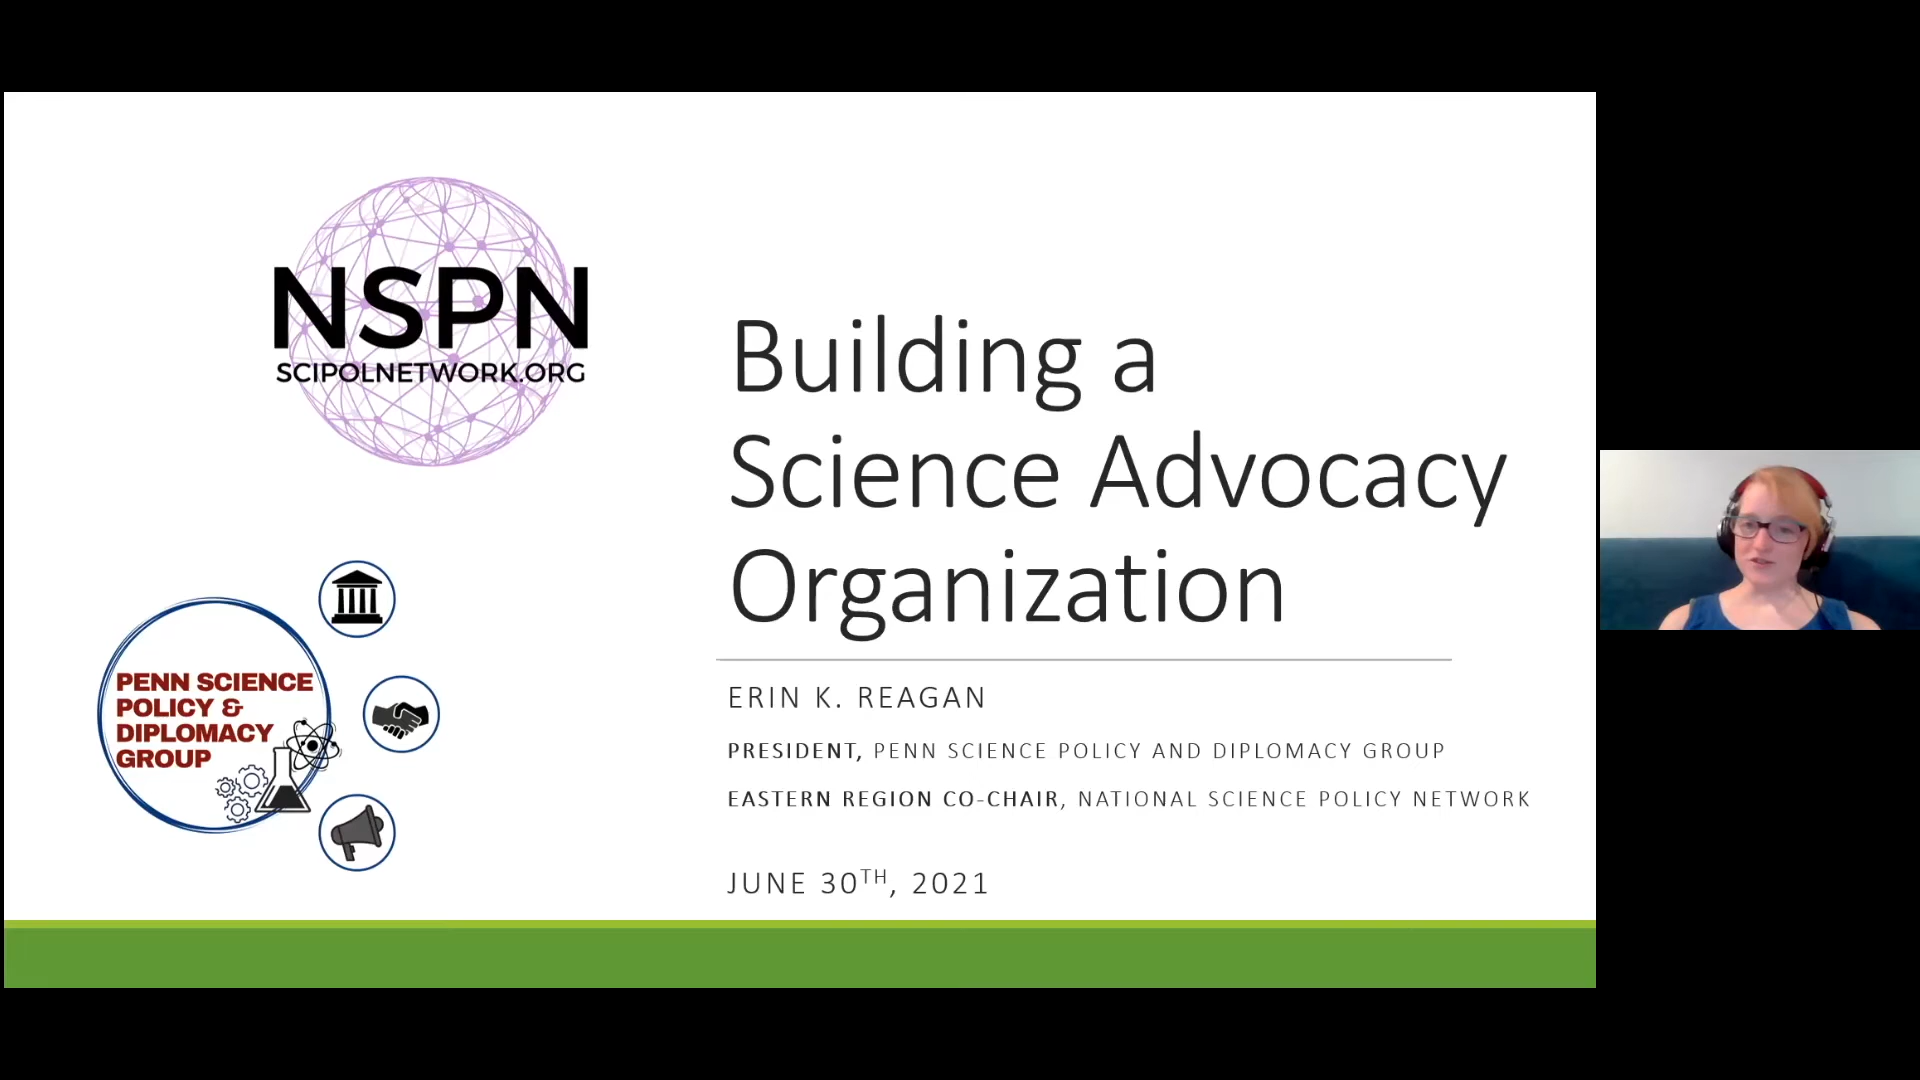 NSPN
SCIPOLNETWORK.ORG
Building a
Science Advocacy
Organization
ERIN K. REAGAN
PRESIDENT, PENN SCIENCE POLICY AND DIPLOMACY GROUP
EASTERN REGION CO-CHAIR, NATIONAL SCIENCE POLICY NETWORK
JUNE 30TH, 2021
PENN SCIENCE
POLICY &
DIPLOMACY
GROUP